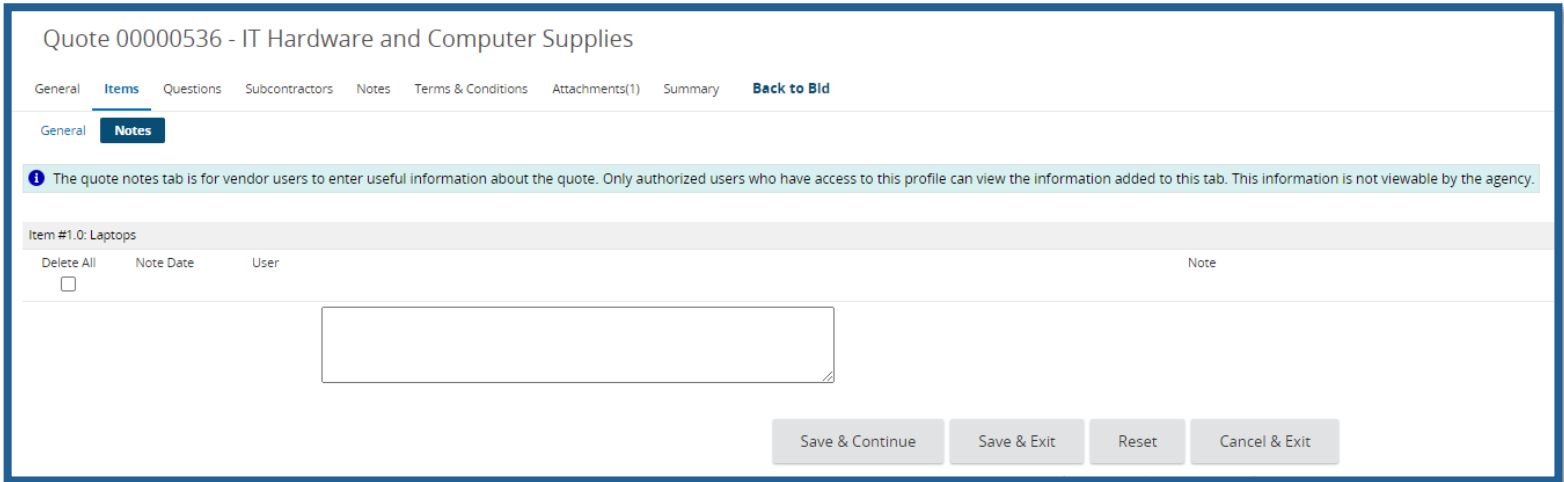 Quote 00000536 - IT Hardware and Computer Supplies
General Items Questions Subcontractors Notes Terms & Conditions Attachments(1) Summary Back to Bid
General Notes
The quote notes tab is for vendor users to enter useful information about the quote. Only authorized users who have access to this profile can view the information added to this tab. This information is not viewable by the agency.
Item #1.0: Laptops
Delete All Note Date User Note
Save & Continue Save & Exit Reset Cancel & Exit